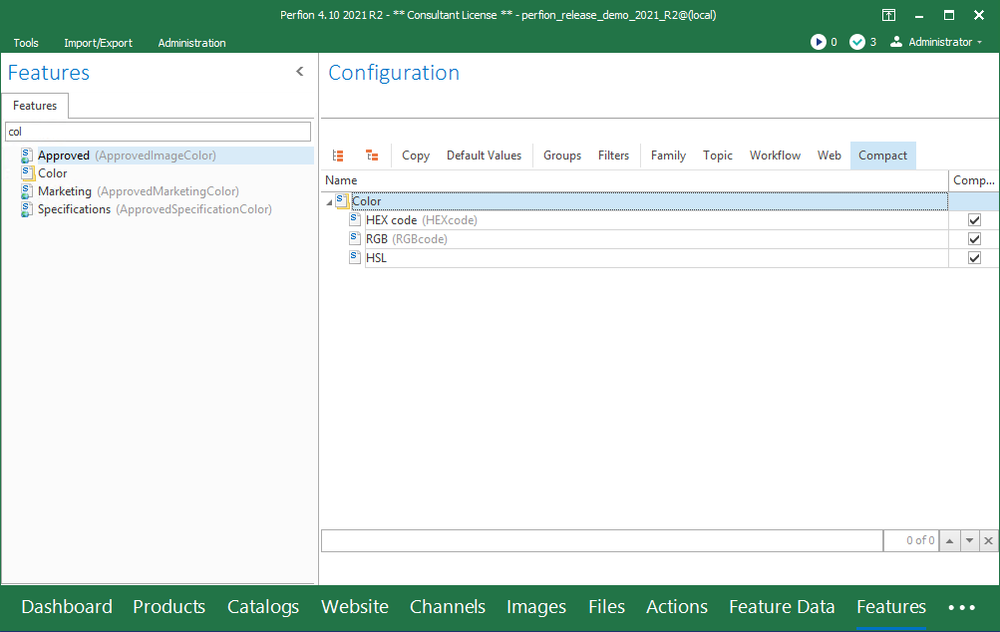 Perfion 4.10 2021 R2 - ** Consultant License ** - perfion_release_demo_2021_R2@(local)
Tools Import/Export Administration 0 3 Administrator
Features
Configuration
Features
col
Approved (ApprovedImageColor)
Color
Marketing (ApprovedMarketingColor)
Specifications (ApprovedSpecificationColor)
Copy Default Values Groups Filters Family Topic Workflow Web Compact
Name Comp...
Color
HEX code (HEXcode)
RGB (RGBcode)
HSL
0 of 0
Dashboard Products Catalogs Website Channels Images Files Actions Feature Data Features